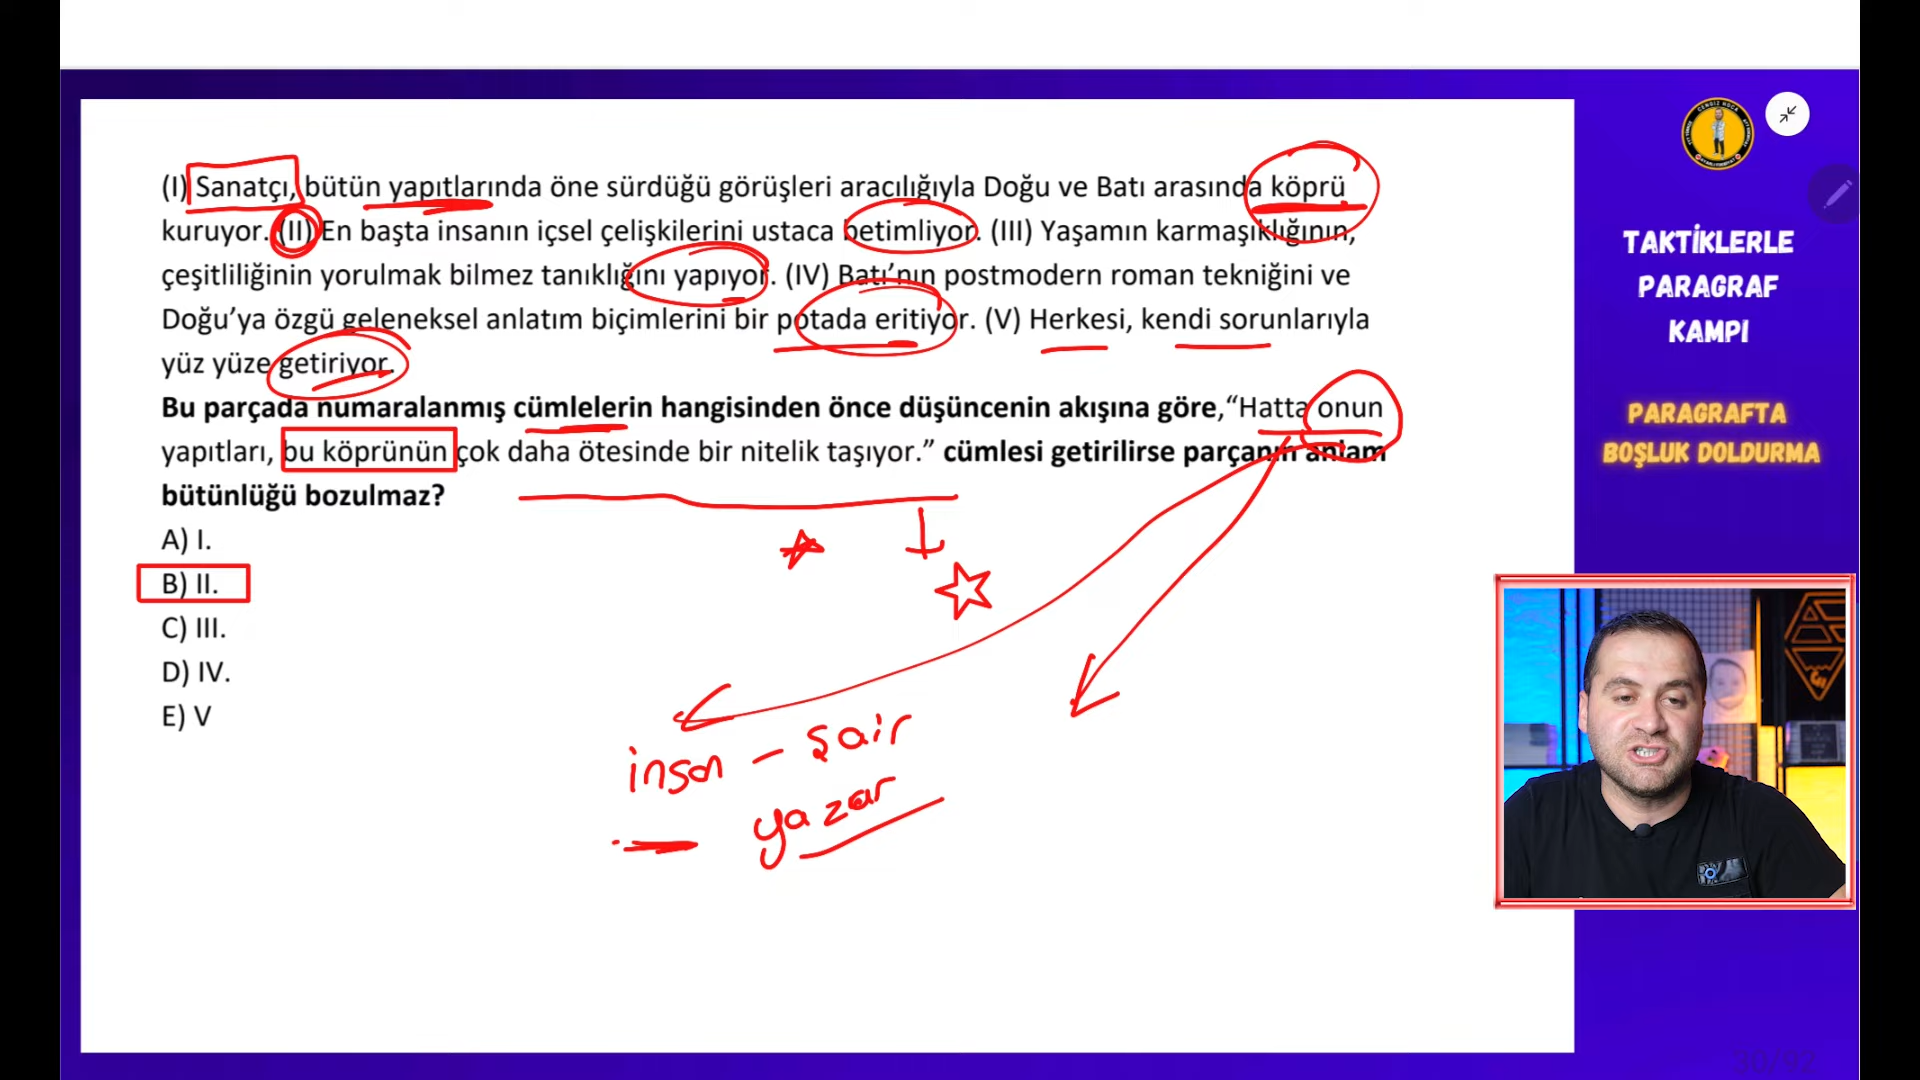 (I) Sanatçı, bütün yapıtlarında öne sürdüğü görüşleri aracılığıyla Doğu ve Batı arasında köprü
kuruyor. (II) En başta insanın içsel çelişkilerini ustaca betimliyor. (III) Yaşamın karmaşıklığının,
çeşitliliğinin yorulmak bilmez tanıklığını yapıyor. (IV) Batı’nın postmodern roman tekniğini ve
Doğu’ya özgü geleneksel anlatım biçimlerini bir potada eritiyor. (V) Herkesi, kendi sorunlarıyla
yüz yüze getiriyor.
Bu parçada numaralanmış cümlelerin hangisinden önce düşüncenin akışına göre,“Hatta onun
yapıtları, bu köprünün çok daha ötesinde bir nitelik taşıyor.” cümlesi getirilirse parçanın anlam
bütünlüğü bozulmaz?
A) I.
B) II.
C) III.
D) IV.
E) V
insan – şair
yazar
CENGİZ HOCA
TAKTİKLERLE
PARAGRAF
KAMPI
PARAGRAFTA
BOŞLUK DOLDURMA
30/92